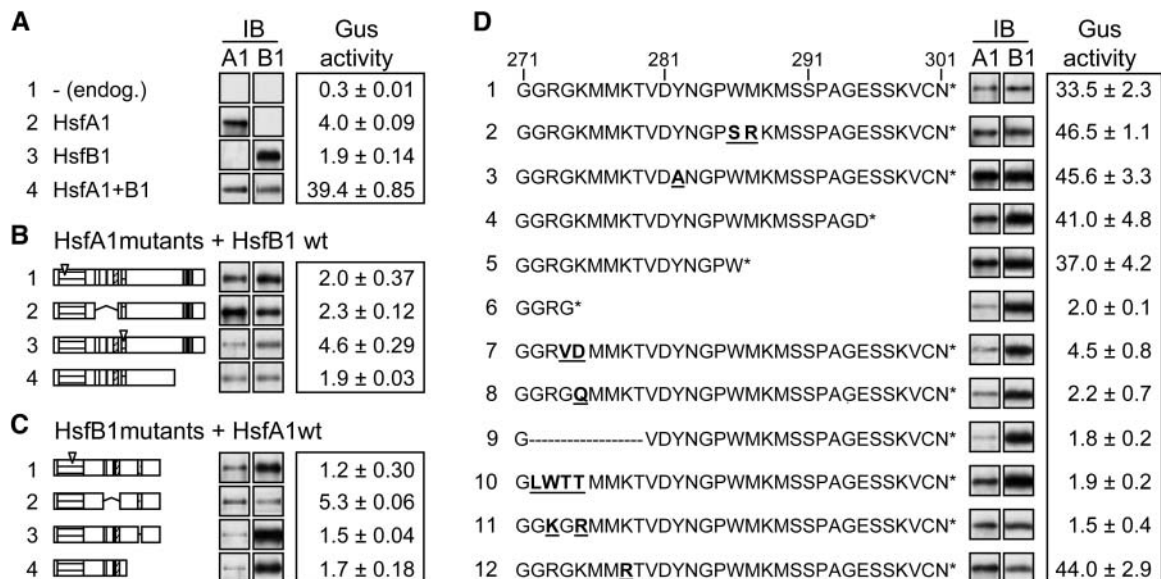 A
IB
Gus activity
A1 B1
1 - (endog.) 0.3 ± 0.01
2 HsfA1 4.0 ± 0.09
3 HsfB1 1.9 ± 0.14
4 HsfA1+B1 39.4 ± 0.85
B HsfA1mutants + HsfB1 wt
1 2.0 ± 0.37
2 2.3 ± 0.12
3 4.6 ± 0.29
4 1.9 ± 0.03
C HsfB1mutants + HsfA1wt
1 1.2 ± 0.30
2 5.3 ± 0.06
3 1.5 ± 0.04
4 1.7 ± 0.18
D
IB
Gus activity
271 281 291 301 A1 B1
1 GGRGKMMKTVDYNGPWMKMSSPAGESSKVCN* 33.5 ± 2.3
2 GGRGKMMKTVDYNGPSRKMSSPAGESSKVCN* 46.5 ± 1.1
3 GGRGKMMKTVDANGPWMKMSSPAGESSKVCN* 45.6 ± 3.3
4 GGRGKMMKTVDYNGPWMKMSSPAGD* 41.0 ± 4.8
5 GGRGKMMKTVDYNGPW* 37.0 ± 4.2
6 GGRG* 2.0 ± 0.1
7 GGRVDMMKTVDYNGPWMKMSSPAGESSKVCN* 4.5 ± 0.8
8 GGRGQMMKTVDYNGPWMKMSSPAGESSKVCN* 2.2 ± 0.7
9 G------------------VDYNGPWMKMSSPAGESSKVCN* 1.8 ± 0.2
10 GLWTTMMKTVDYNGPWMKMSSPAGESSKVCN* 1.9 ± 0.2
11 GGKGRMMKTVDYNGPWMKMSSPAGESSKVCN* 1.5 ± 0.4
12 GGRGKMMRTVDYNGPWMKMSSPAGESSKVCN* 44.0 ± 2.9